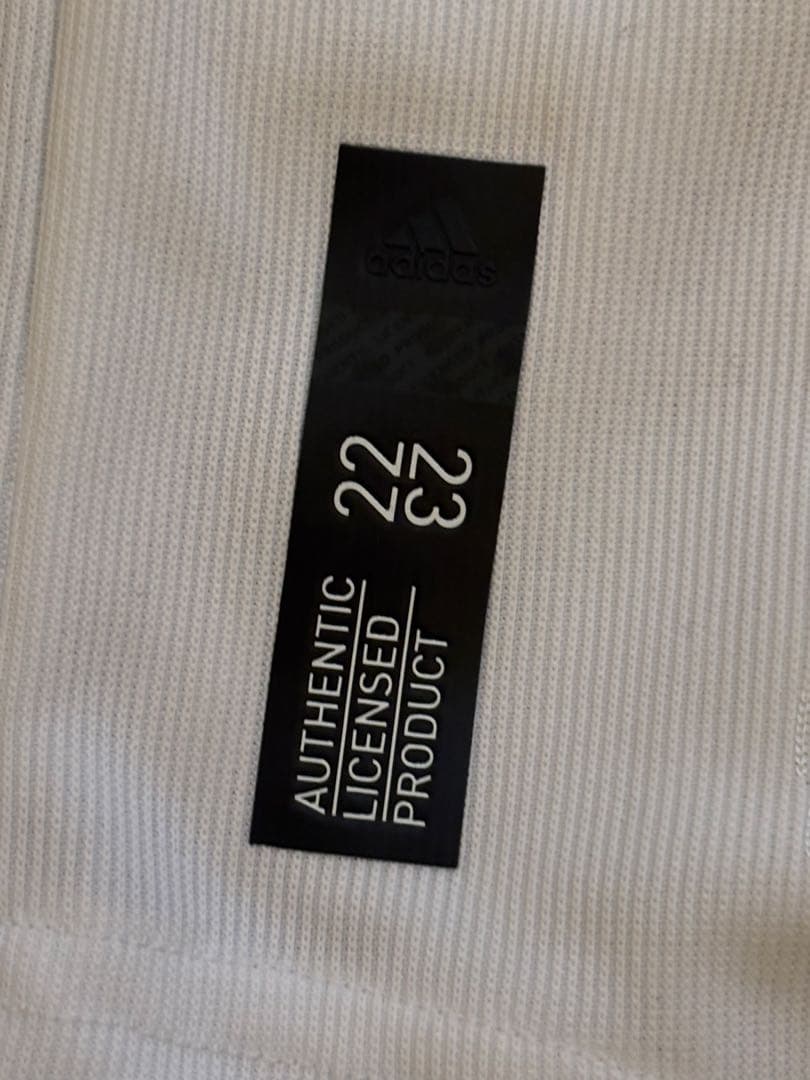 adidas
22
23
AUTHENTIC
LICENSED
PRODUCT